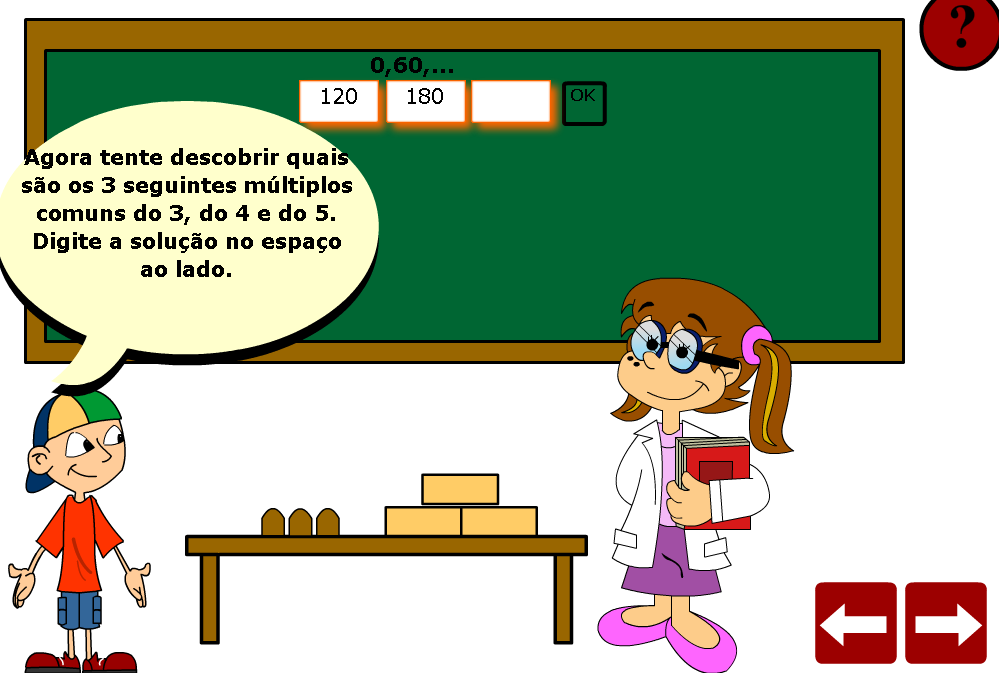 ?
0,60,...
120 180 OK
Agora tente descobrir quais
são os 3 seguintes múltiplos
comuns do 3, do 4 e do 5.
Digite a solução no espaço
ao lado.